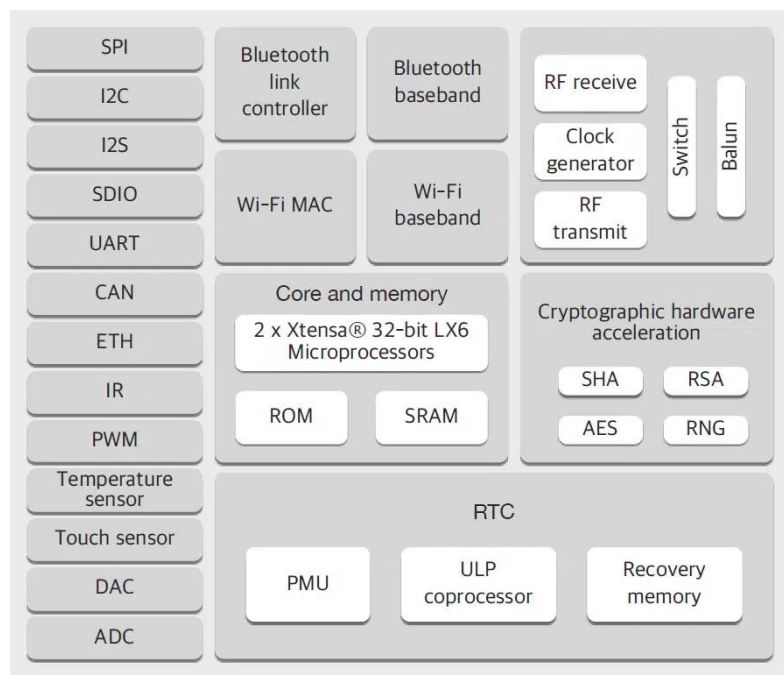 SPI
I2C
I2S
SDIO
UART
CAN
ETH
IR
PWM
Temperature
sensor
Touch sensor
DAC
ADC
Bluetooth
link
controller
Bluetooth
baseband
Wi-Fi MAC
Wi-Fi
baseband
RF receive
Clock
generator
RF
transmit
Switch
Balun
Core and memory
2 x Xtensa® 32-bit LX6
Microprocessors
ROM
SRAM
Cryptographic hardware
acceleration
SHA
RSA
AES
RNG
RTC
PMU
ULP
coprocessor
Recovery
memory